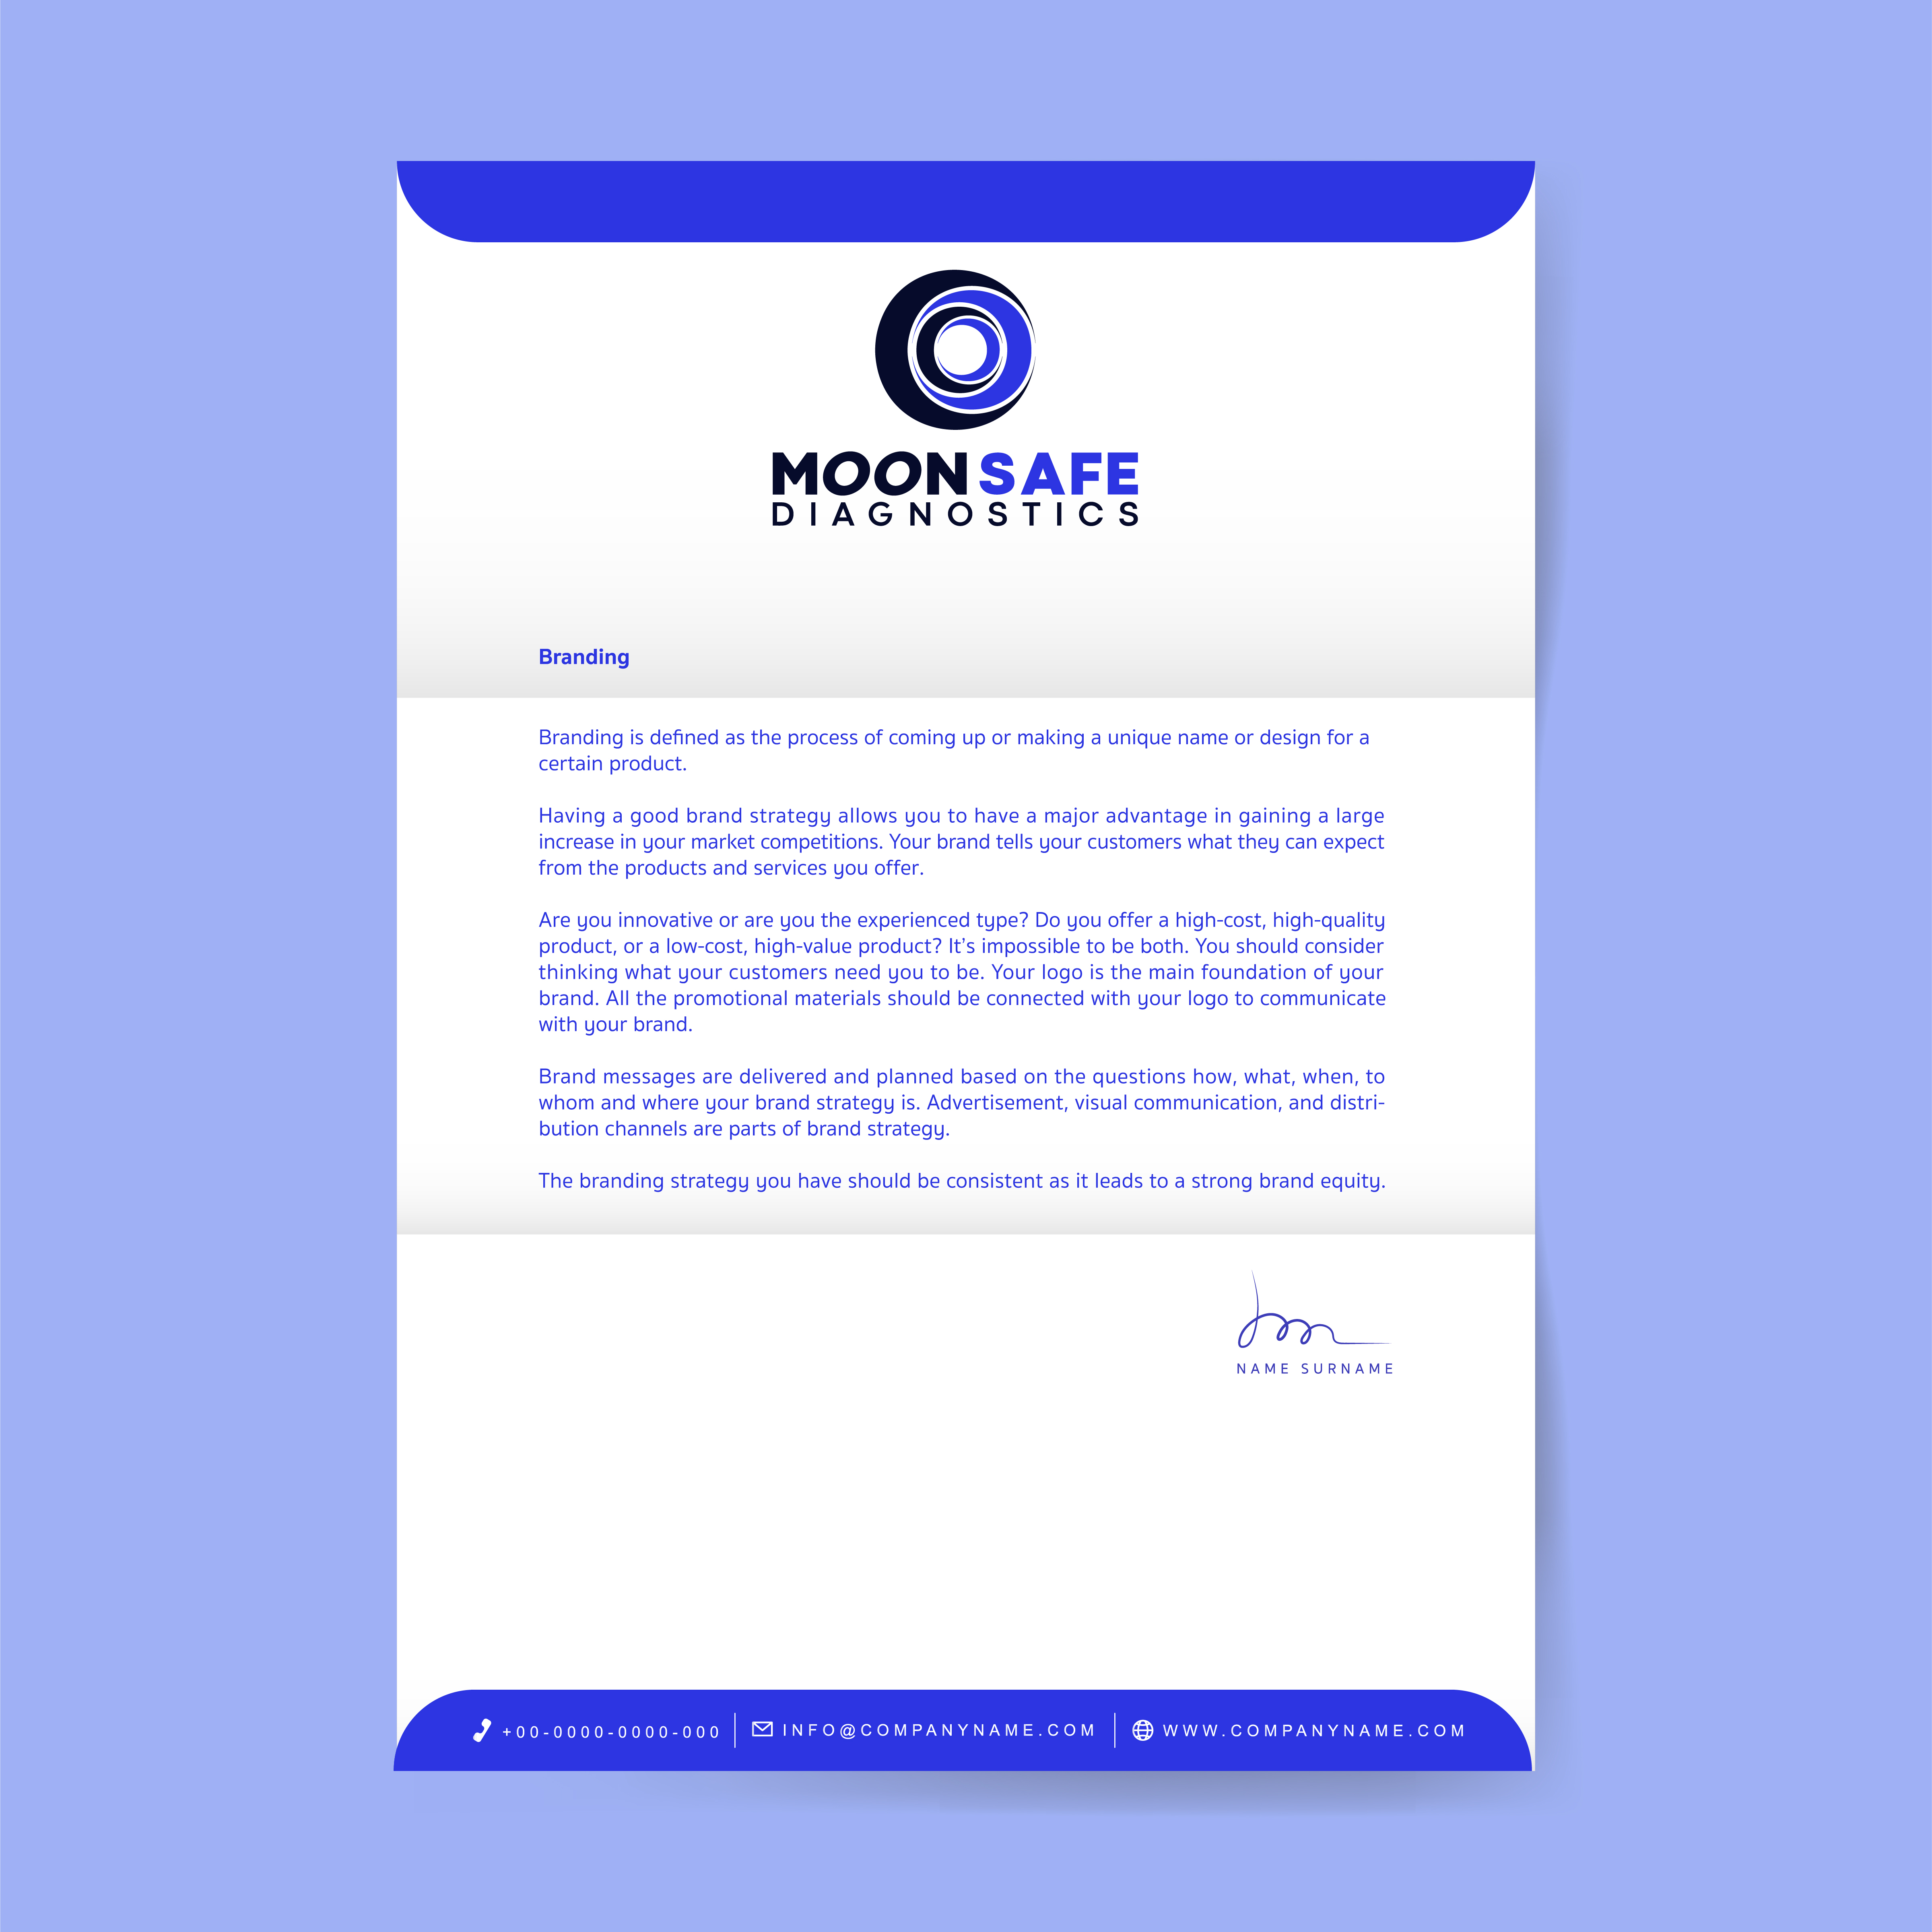 MOON SAFE
DIAGNOSTICS
Branding
Branding is defined as the process of coming up or making a unique name or design for a
certain product.
Having a good brand strategy allows you to have a major advantage in gaining a large
increase in your market competitions. Your brand tells your customers what they can expect
from the products and services you offer.
Are you innovative or are you the experienced type? Do you offer a high-cost, high-quality
product, or a low-cost, high-value product? It’s impossible to be both. You should consider
thinking what your customers need you to be. Your logo is the main foundation of your
brand. All the promotional materials should be connected with your logo to communicate
with your brand.
Brand messages are delivered and planned based on the questions how, what, when, to
whom and where your brand strategy is. Advertisement, visual communication, and distri-
bution channels are parts of brand strategy.
The branding strategy you have should be consistent as it leads to a strong brand equity.
NAME SURNAME
+00-0000-0000-000
INFO@COMPANYNAME.COM
WWW.COMPANYNAME.COM